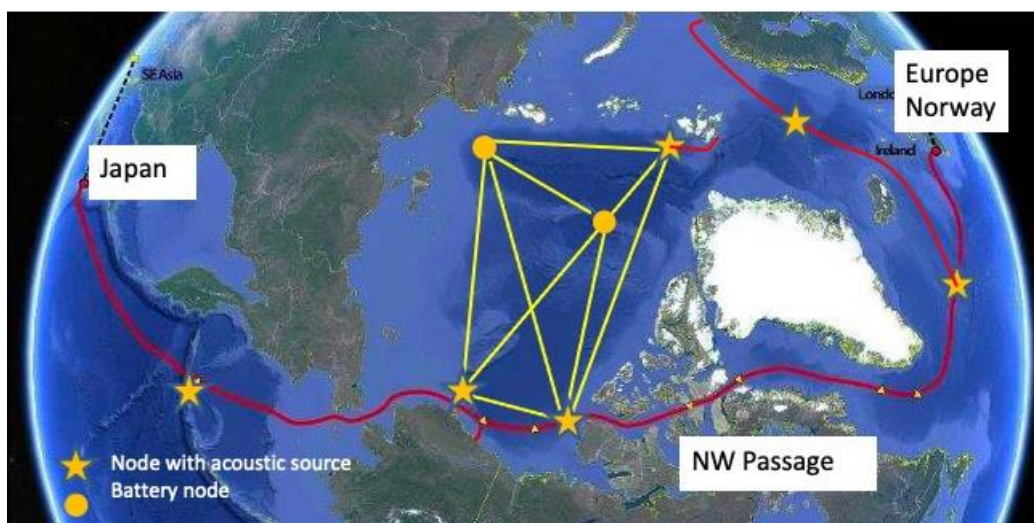 SE Asia
Europe
Norway
London
Japan
Ireland
NW Passage
Node with acoustic source
Battery node